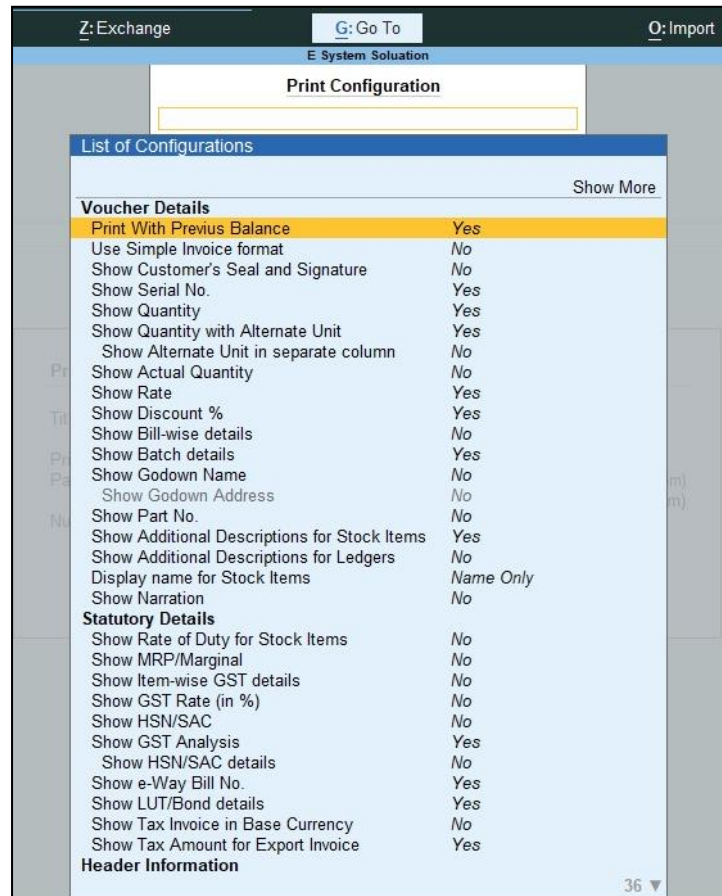 Z: Exchange G: Go To O: Import
E System Soluation
Print Configuration
List of Configurations
Show More
Voucher Details
Print With Previus Balance Yes
Use Simple Invoice format No
Show Customer's Seal and Signature No
Show Serial No. Yes
Show Quantity Yes
Show Quantity with Alternate Unit Yes
Show Alternate Unit in separate column No
Show Actual Quantity No
Show Rate Yes
Show Discount % Yes
Show Bill-wise details No
Show Batch details Yes
Show Godown Name No
Show Godown Address No
Show Part No. No
Show Additional Descriptions for Stock Items Yes
Show Additional Descriptions for Ledgers No
Display name for Stock Items Name Only
Show Narration No
Statutory Details
Show Rate of Duty for Stock Items No
Show MRP/Marginal No
Show Item-wise GST details No
Show GST Rate (in %) No
Show HSN/SAC No
Show GST Analysis Yes
Show HSN/SAC details No
Show e-Way Bill No. Yes
Show LUT/Bond details Yes
Show Tax Invoice in Base Currency No
Show Tax Amount for Export Invoice Yes
Header Information
36 ▼